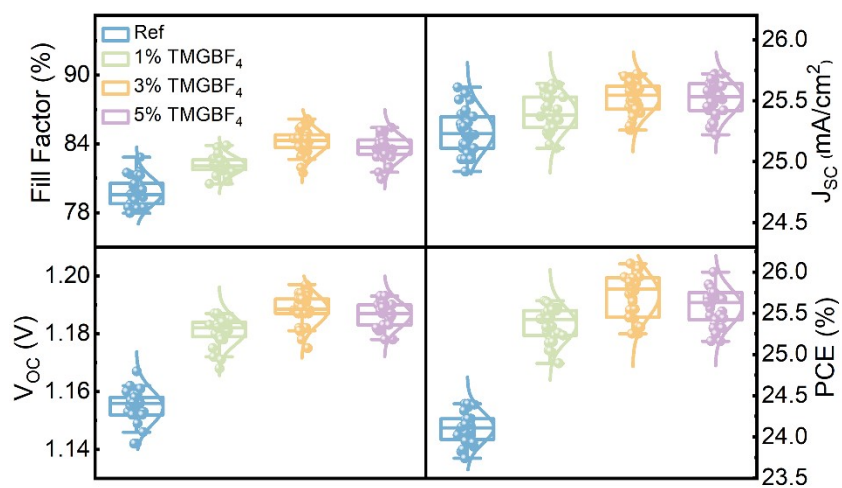 Ref
1% TMGBF₄
3% TMGBF₄
5% TMGBF₄
Fill Factor (%)
90
84
78
26.0
25.5
25.0
24.5
J_SC (mA/cm²)
V_OC (V)
1.20
1.18
1.16
1.14
26.0
25.5
25.0
24.5
24.0
23.5
PCE (%)